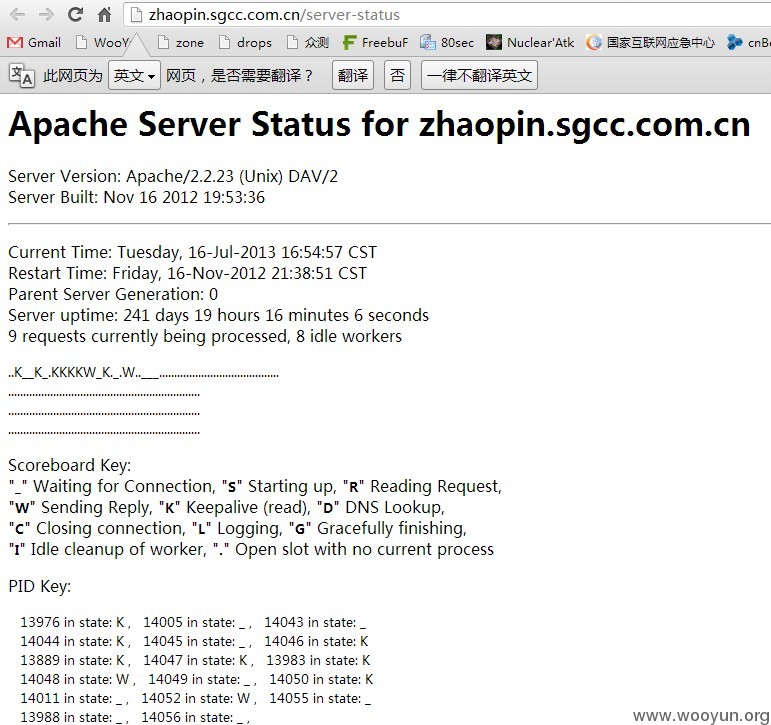 zhaopin.sgcc.com.cn/server-status
Gmail WooY zone drops 众测 FreebuF 80sec Nuclear'Atk 国家互联网应急中心 cnB
此网页为 英文 网页，是否需要翻译？ 翻译 否 一律不翻译英文
Apache Server Status for zhaopin.sgcc.com.cn
Server Version: Apache/2.2.23 (Unix) DAV/2
Server Built: Nov 16 2012 19:53:36
Current Time: Tuesday, 16-Jul-2013 16:54:57 CST
Restart Time: Friday, 16-Nov-2012 21:38:51 CST
Parent Server Generation: 0
Server uptime: 241 days 19 hours 16 minutes 6 seconds
9 requests currently being processed, 8 idle workers
..K__K_.KKKKW_K._.W..___........................................
................................................................
................................................................
................................................................
Scoreboard Key:
"_" Waiting for Connection, "S" Starting up, "R" Reading Request,
"W" Sending Reply, "K" Keepalive (read), "D" DNS Lookup,
"C" Closing connection, "L" Logging, "G" Gracefully finishing,
"I" Idle cleanup of worker, "." Open slot with no current process
PID Key:
13976 in state: K , 14005 in state: _ , 14043 in state: _
14044 in state: K , 14045 in state: _ , 14046 in state: K
13889 in state: K , 14047 in state: K , 13983 in state: K
14048 in state: W , 14049 in state: _ , 14050 in state: K
14011 in state: _ , 14052 in state: W , 14055 in state: _
13988 in state: _ , 14056 in state: _ ,
www.wooyun.org